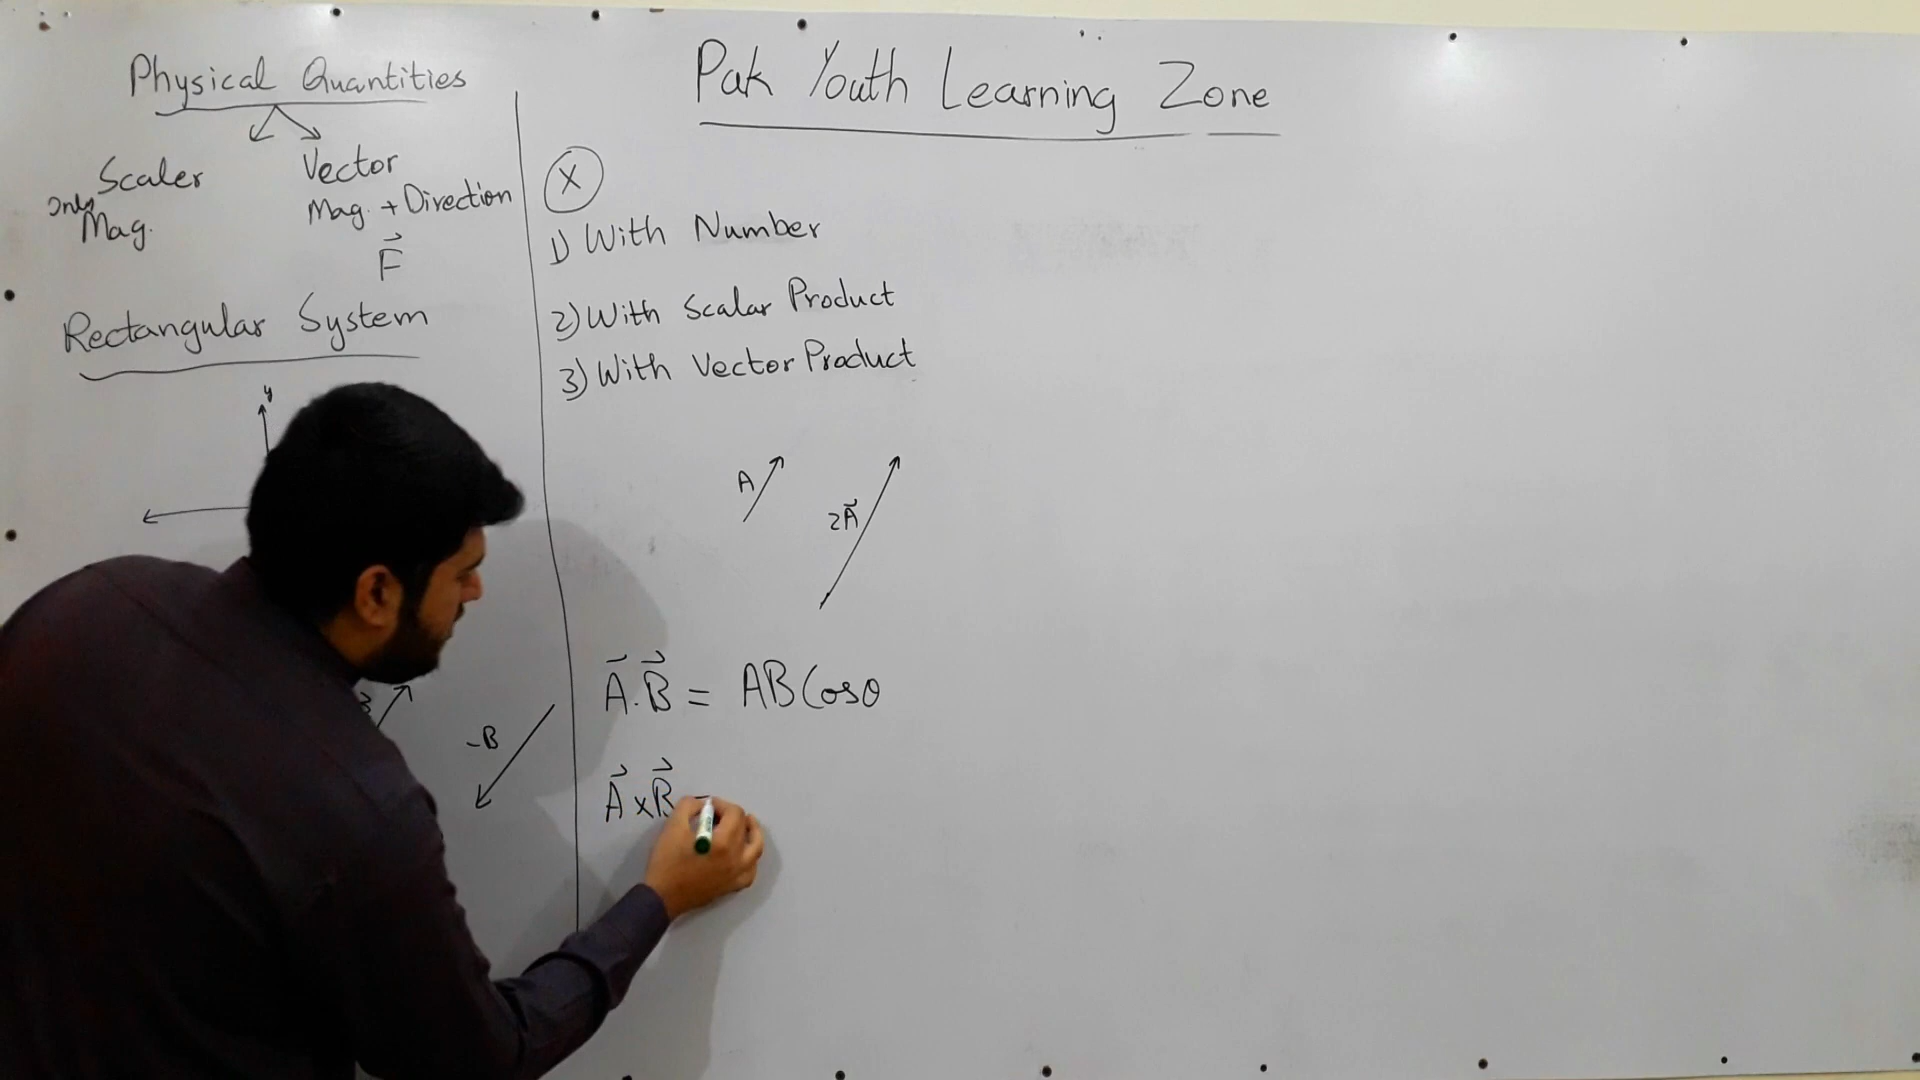 Pak Youth Learning Zone
Physical Quantities
Scaler
Only
Mag.
Vector
Mag. + Direction
F⃗
Rectangular System
y
-B
X
1) With Number
2) With Scalar Product
3) With Vector Product
A
2A⃗
A⃗.B⃗ = AB Cosθ
A⃗×B⃗